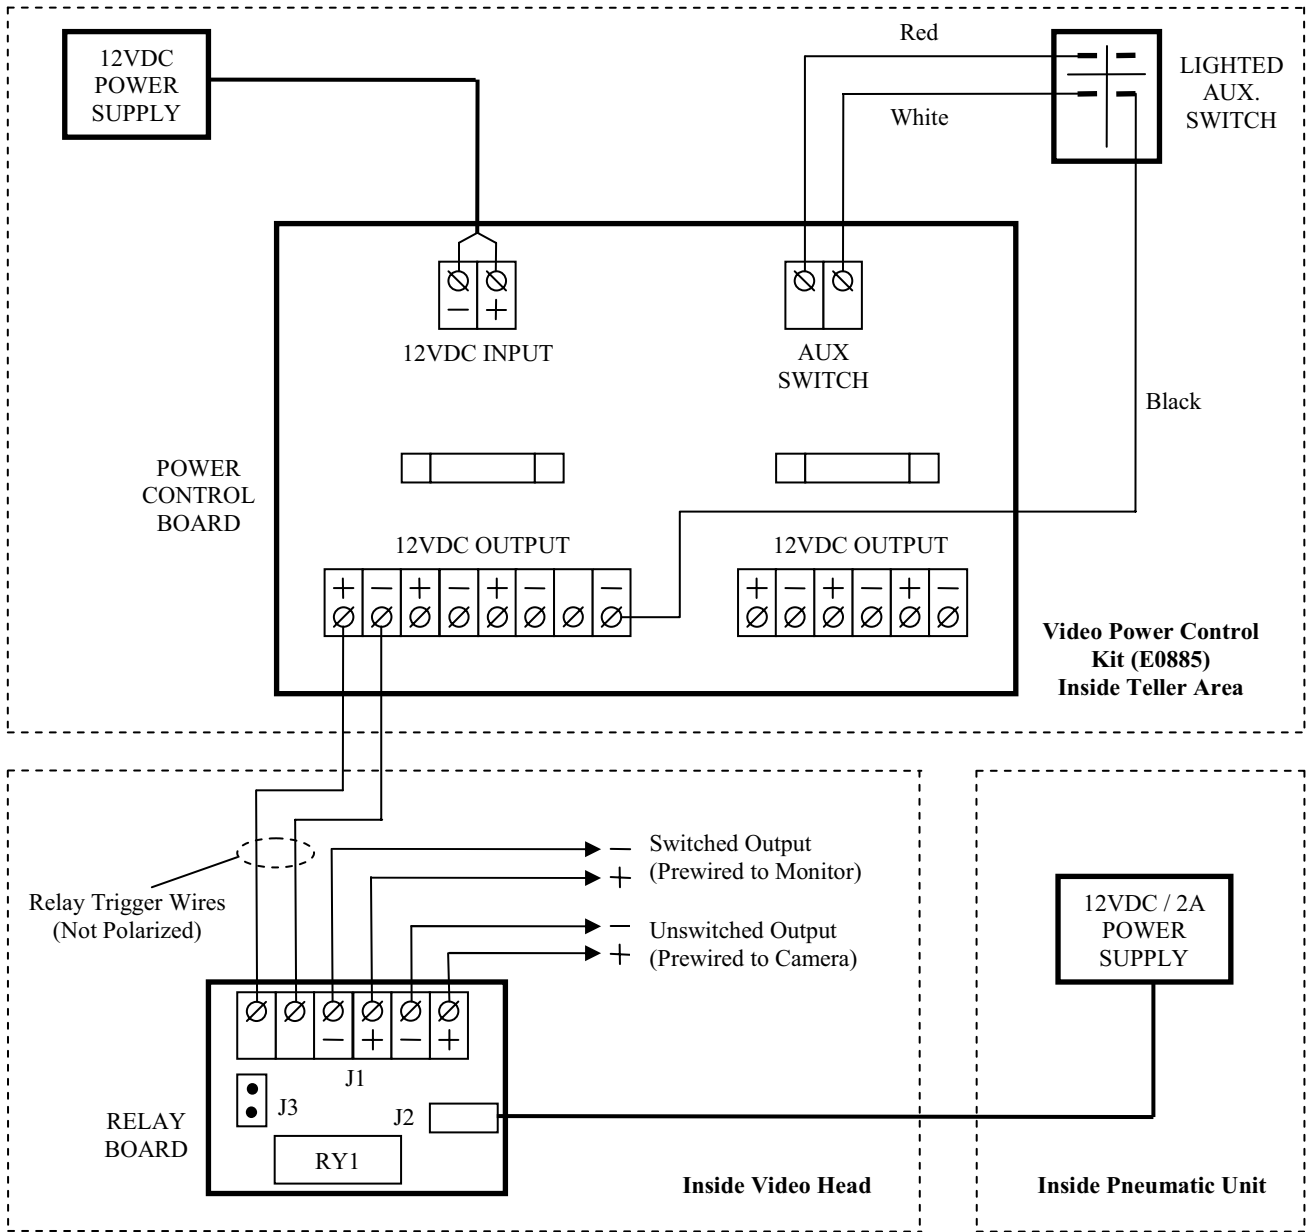 12VDC
POWER
SUPPLY
Red
White
LIGHTED
AUX.
SWITCH
− +
12VDC INPUT
AUX
SWITCH
Black
POWER
CONTROL
BOARD
12VDC OUTPUT
+ − + − + − −
12VDC OUTPUT
+ − + − + −
Video Power Control
Kit (E0885)
Inside Teller Area
Relay Trigger Wires
(Not Polarized)
− Switched Output
+ (Prewired to Monitor)
− Unswitched Output
+ (Prewired to Camera)
12VDC / 2A
POWER
SUPPLY
− + − +
J1
J3
J2
RY1
RELAY
BOARD
Inside Video Head
Inside Pneumatic Unit